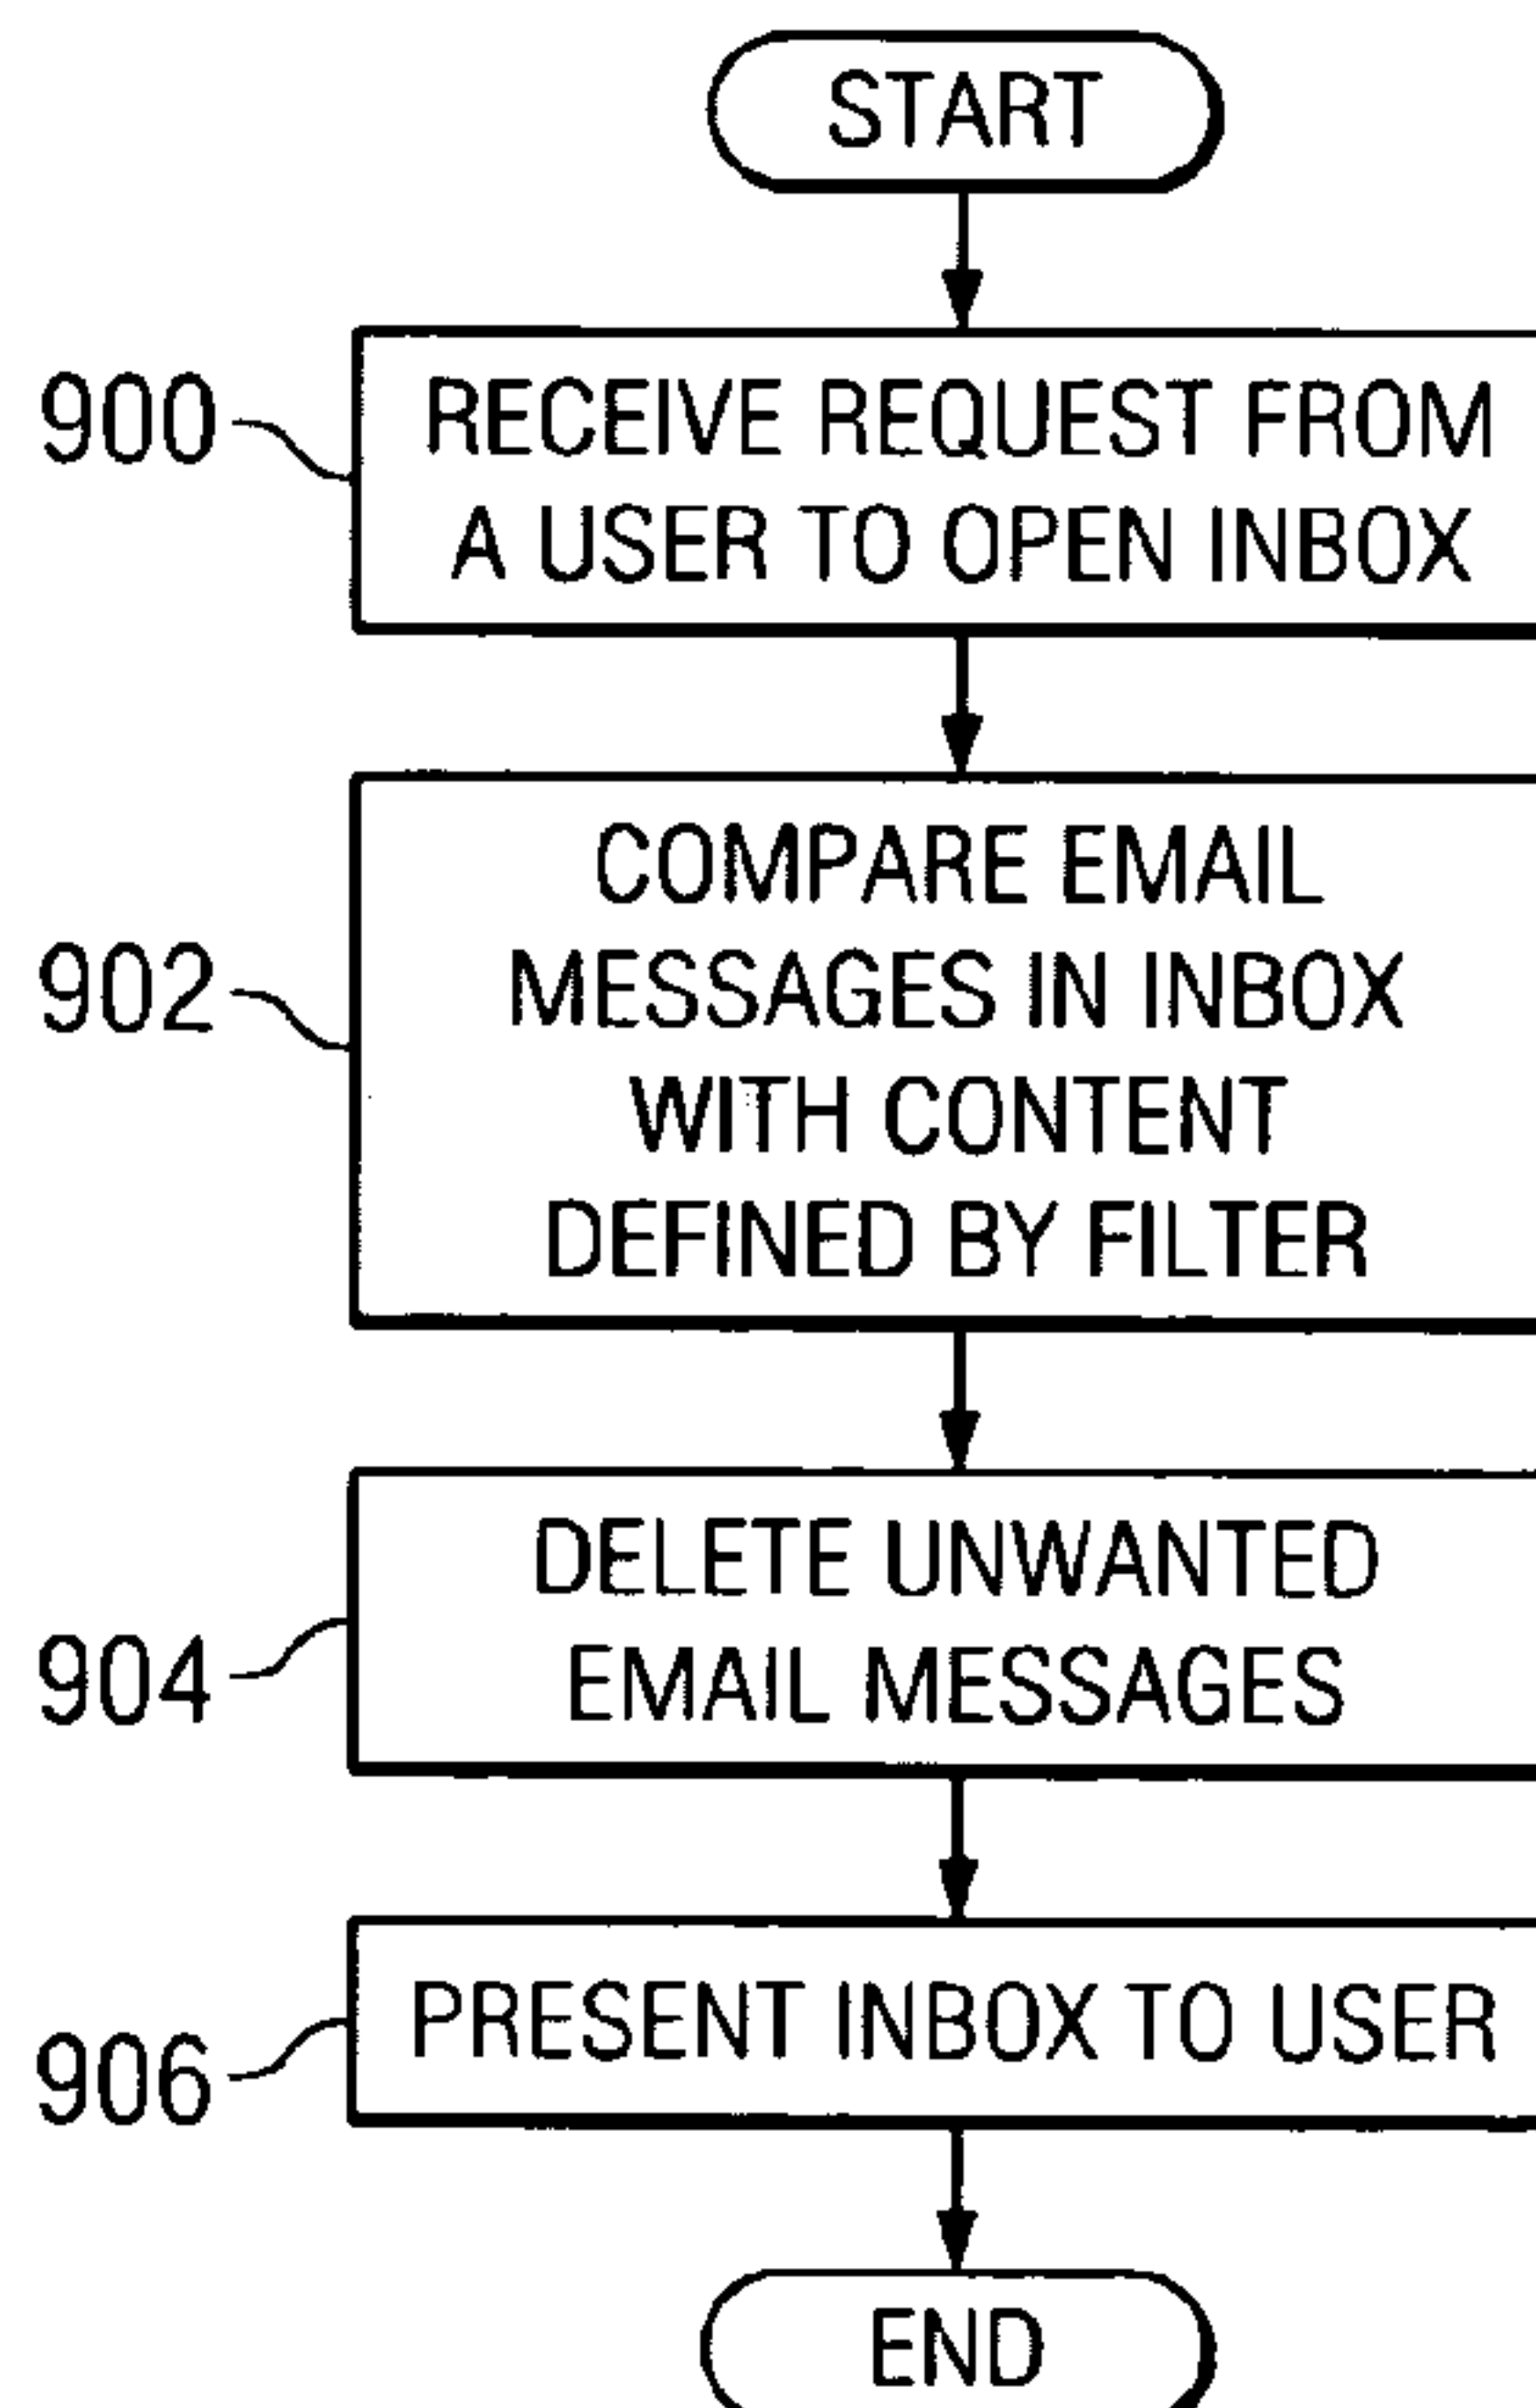 START
900
RECEIVE REQUEST FROM
A USER TO OPEN INBOX
902
COMPARE EMAIL
MESSAGES IN INBOX
WITH CONTENT
DEFINED BY FILTER
904
DELETE UNWANTED
EMAIL MESSAGES
906
PRESENT INBOX TO USER
END